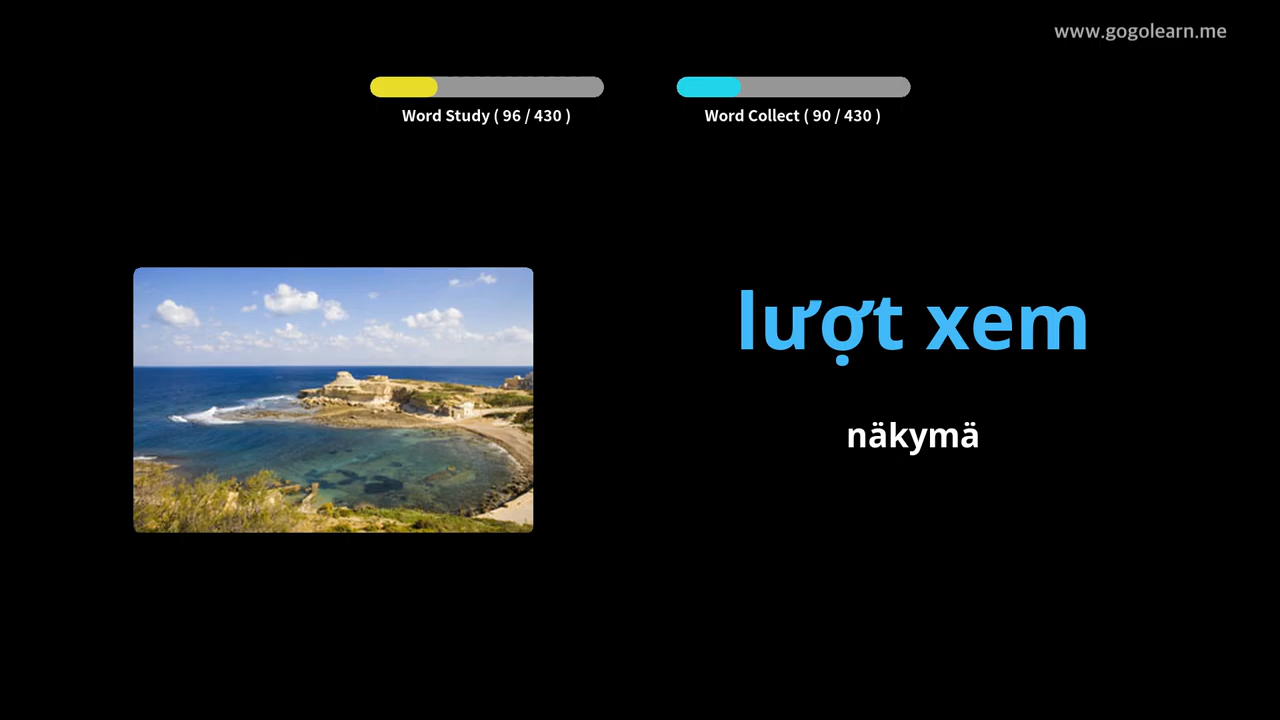 www.gogolearn.me
Word Study ( 96 / 430 )
Word Collect ( 90 / 430 )
lượt xem
näkymä